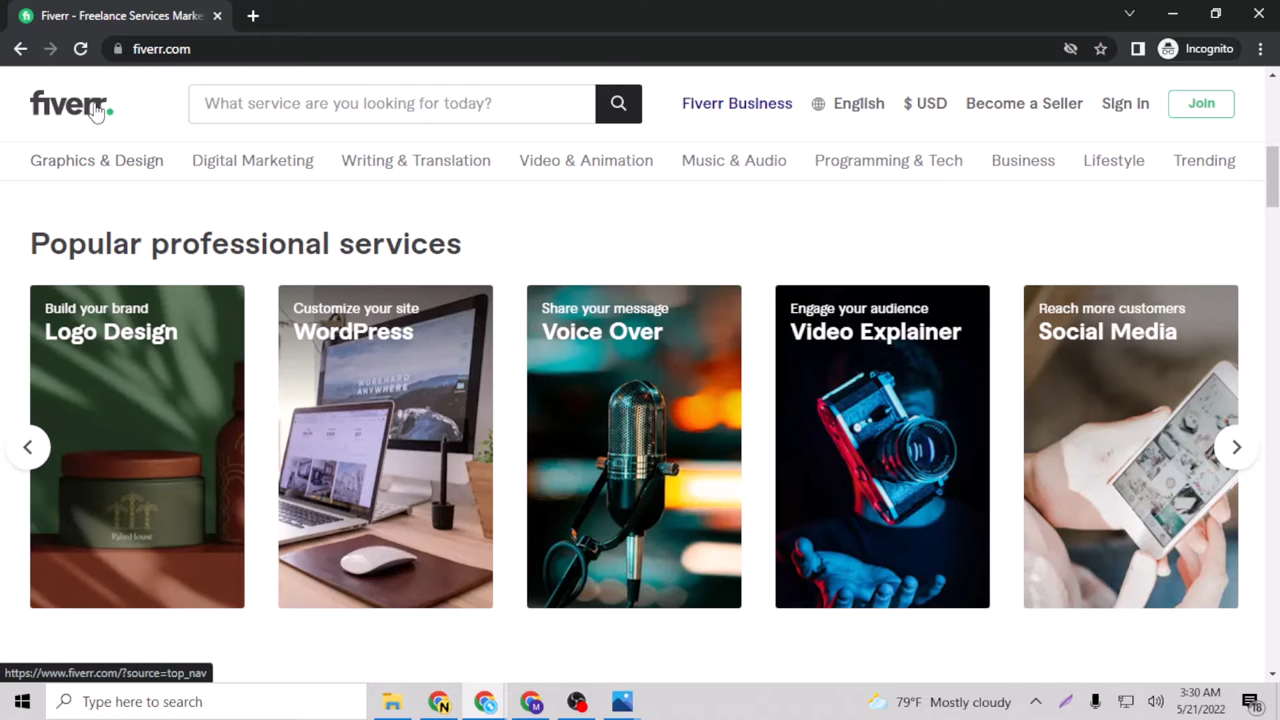 Fiverr - Freelance Services Marke
fiverr.com
Incognito
fiverr.
What service are you looking for today?
Fiverr Business
English
$ USD
Become a Seller
Sign In
Join
Graphics & Design
Digital Marketing
Writing & Translation
Video & Animation
Music & Audio
Programming & Tech
Business
Lifestyle
Trending
Popular professional services
Build your brand
Logo Design
Customize your site
WordPress
Share your message
Voice Over
Engage your audience
Video Explainer
Reach more customers
Social Media
WORKHARD
ANYWHERE
PalmHouse
https://www.fiverr.com/?source=top_nav
Type here to search
N
M
79°F Mostly cloudy
3:30 AM
5/21/2022
18